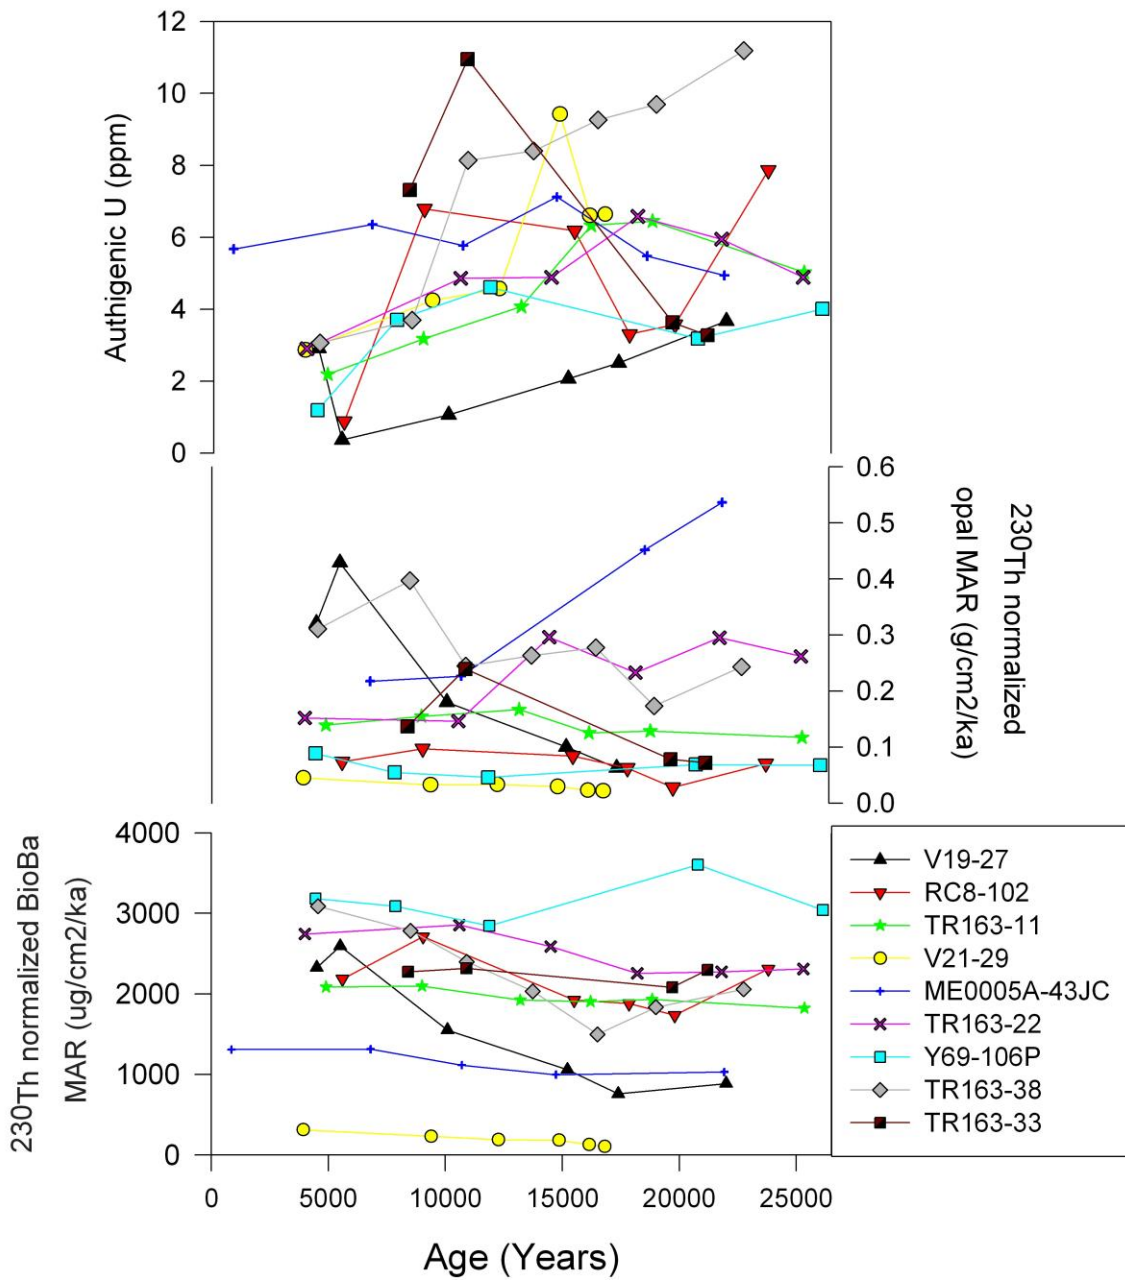 12
10
8
6
4
2
0
Authigenic U (ppm)
0.6
0.5
0.4
0.3
0.2
0.1
0.0
230Th normalized
opal MAR (g/cm2/ka)
4000
3000
2000
1000
0
230Th normalized BioBa
MAR (ug/cm2/ka)
V19-27
RC8-102
TR163-11
V21-29
ME0005A-43JC
TR163-22
Y69-106P
TR163-38
TR163-33
0 5000 10000 15000 20000 25000
Age (Years)